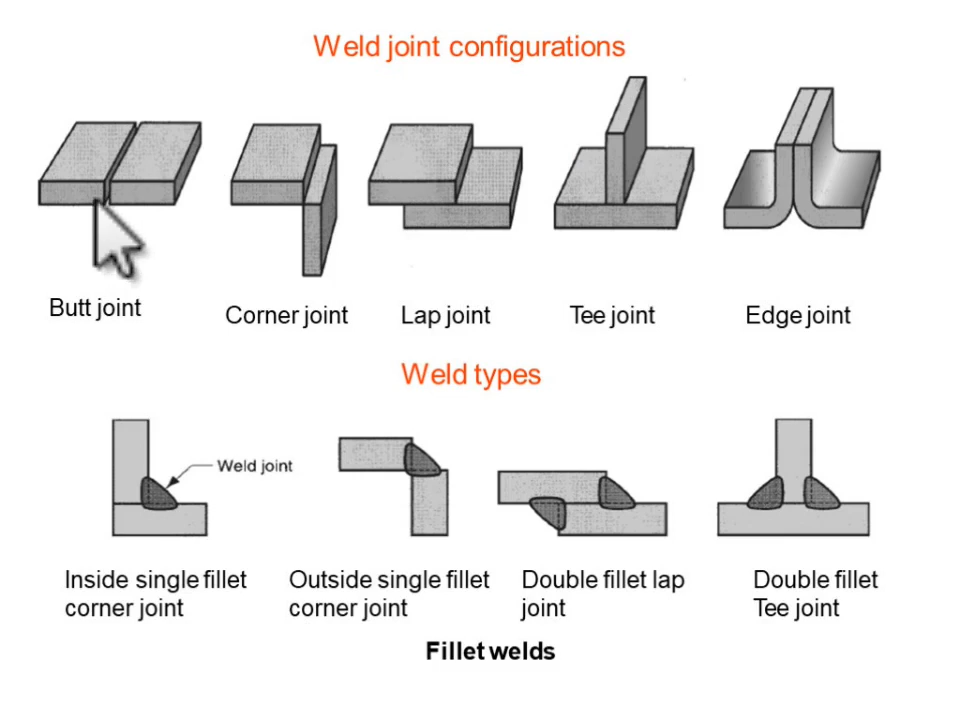 Weld joint configurations
Butt joint
Corner joint
Lap joint
Tee joint
Edge joint
Weld types
Weld joint
Inside single fillet
corner joint
Outside single fillet
corner joint
Double fillet lap
joint
Double fillet
Tee joint
Fillet welds